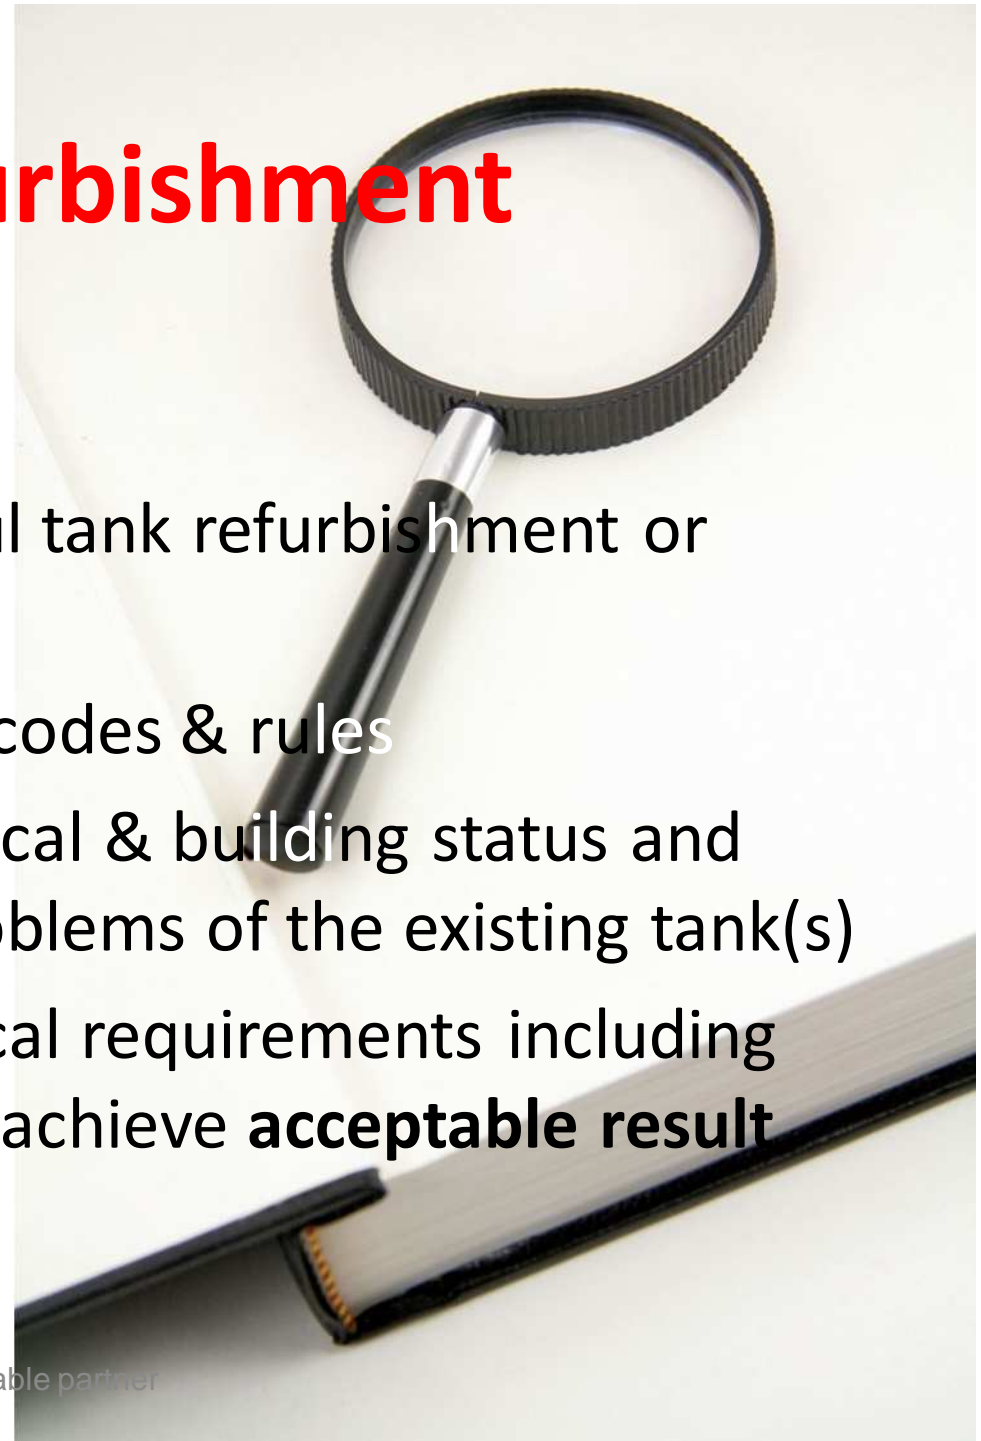 urbishment
l tank refurbishment or
codes & rules
cal & building status and
blems of the existing tank(s)
cal requirements including
achieve acceptable result
able partner